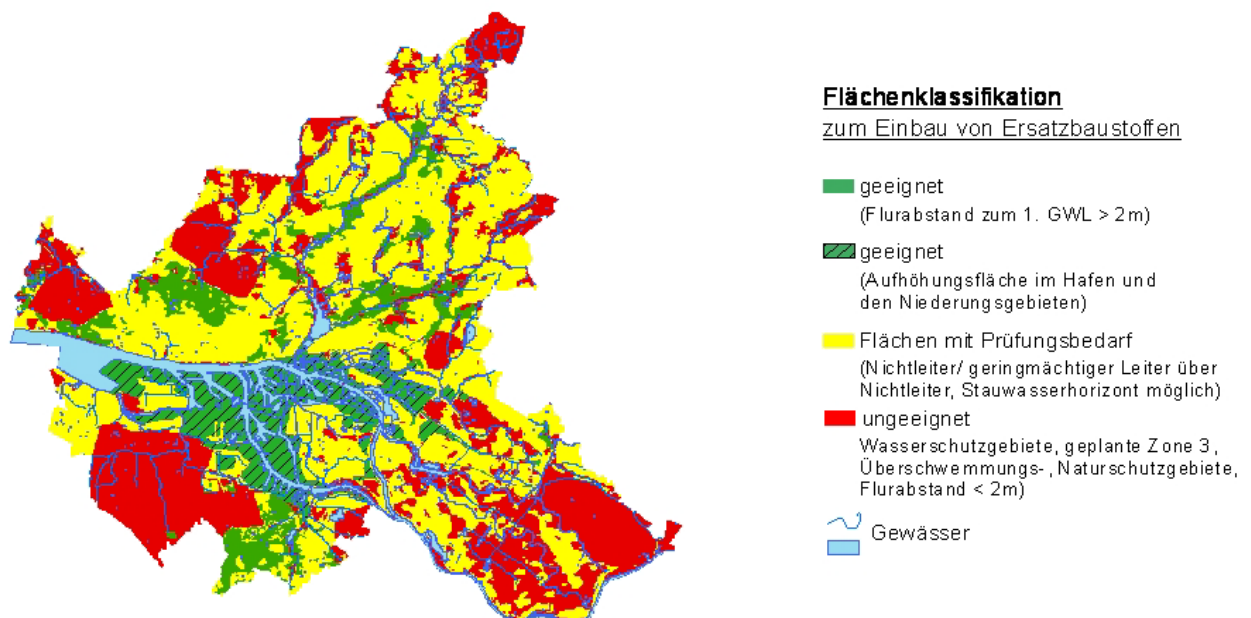 Flächenklassifikation
zum Einbau von Ersatzbaustoffen
geeignet
(Flurabstand zum 1. GWL > 2m)
geeignet
(Aufhöhungsfläche im Hafen und
den Niederungsgebieten)
Flächen mit Prüfungsbedarf
(Nichtleiter/ geringmächtiger Leiter über
Nichtleiter, Stauwasserhorizont möglich)
ungeeignet
Wasserschutzgebiete, geplante Zone 3,
Überschwemmungs-, Naturschutzgebiete,
Flurabstand < 2m)
Gewässer